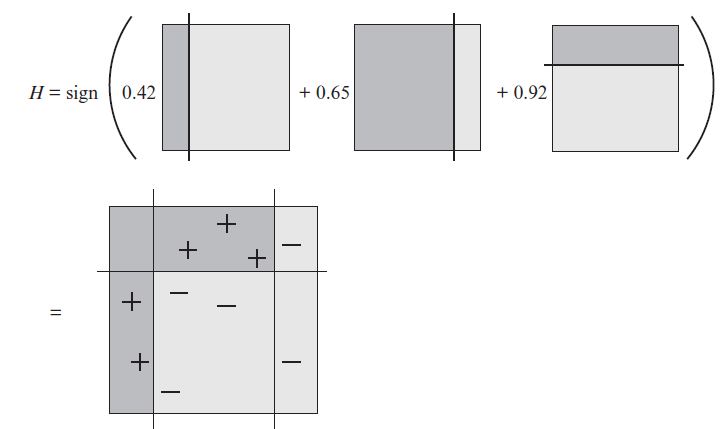 H = sign ( 0.42 + 0.65 + 0.92 )
+ + + −
+ − −
+ − −
=